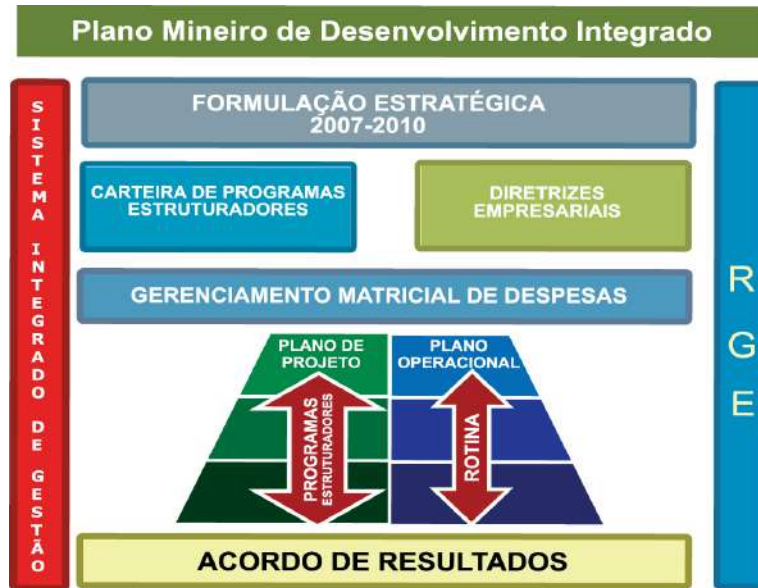 Plano Mineiro de Desenvolvimento Integrado
SISTEMA INTEGRADO DE GESTÃO
FORMULAÇÃO ESTRATÉGICA
2007-2010
CARTEIRA DE PROGRAMAS
ESTRUTURADORES
DIRETRIZES
EMPRESARIAIS
GERENCIAMENTO MATRICIAL DE DESPESAS
PLANO DE
PROJETO
PLANO
OPERACIONAL
PROGRAMAS
ESTRUTURADORES
ROTINA
ACORDO DE RESULTADOS
RGE